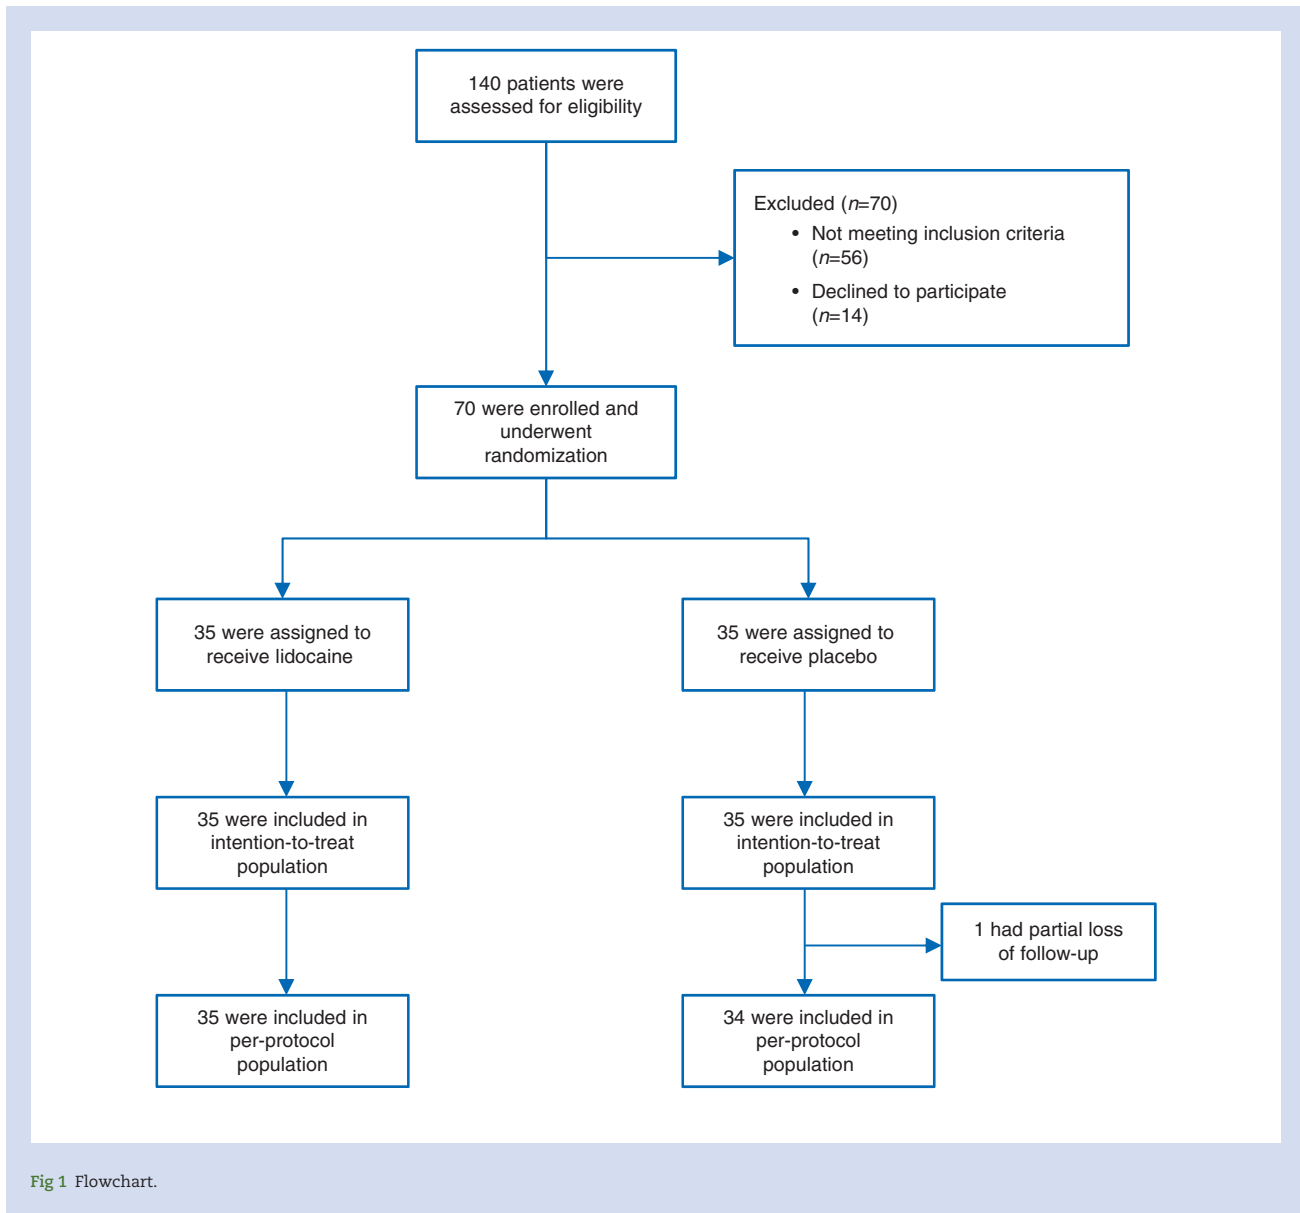 140 patients were
assessed for eligibility
Excluded (n=70)
• Not meeting inclusion criteria
(n=56)
• Declined to participate
(n=14)
70 were enrolled and
underwent
randomization
35 were assigned to
receive lidocaine
35 were assigned to
receive placebo
35 were included in
intention-to-treat
population
35 were included in
intention-to-treat
population
1 had partial loss
of follow-up
35 were included in
per-protocol
population
34 were included in
per-protocol
population
Fig 1 Flowchart.